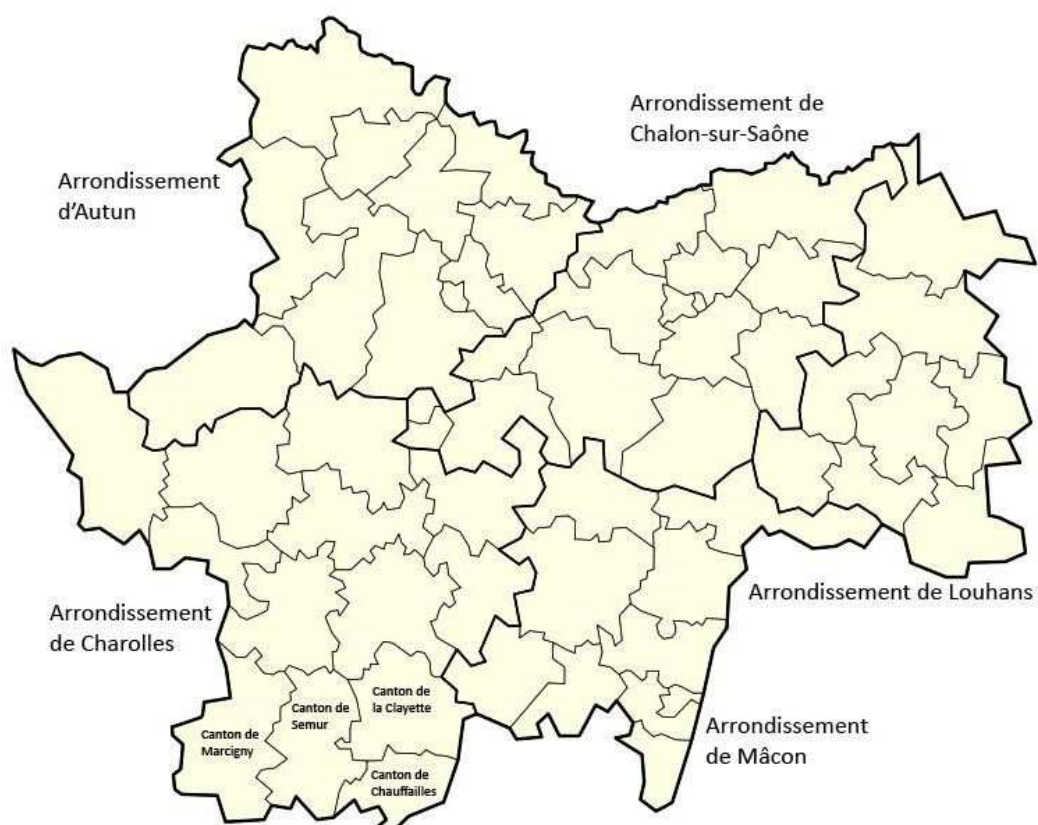 Arrondissement de
Chalon-sur-Saône
Arrondissement
d'Autun
Arrondissement de Louhans
Arrondissement
de Charolles
Canton de
la Clayette
Canton de
Semur
Canton de
Marcigny
Arrondissement
de Mâcon
Canton de
Chauffailles